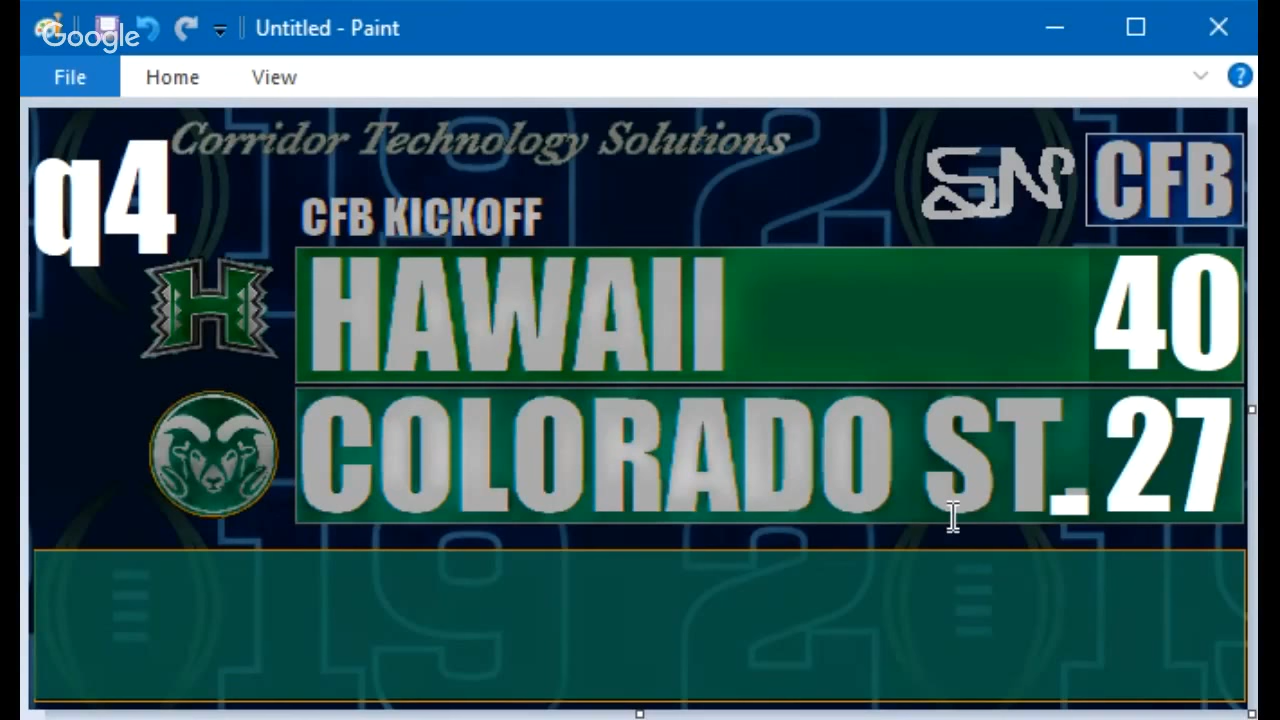 Google
Untitled - Paint
File Home View
?
Corridor Technology Solutions
q4
SN CFB
CFB KICKOFF
H
HAWAII 40
COLORADO ST. 27